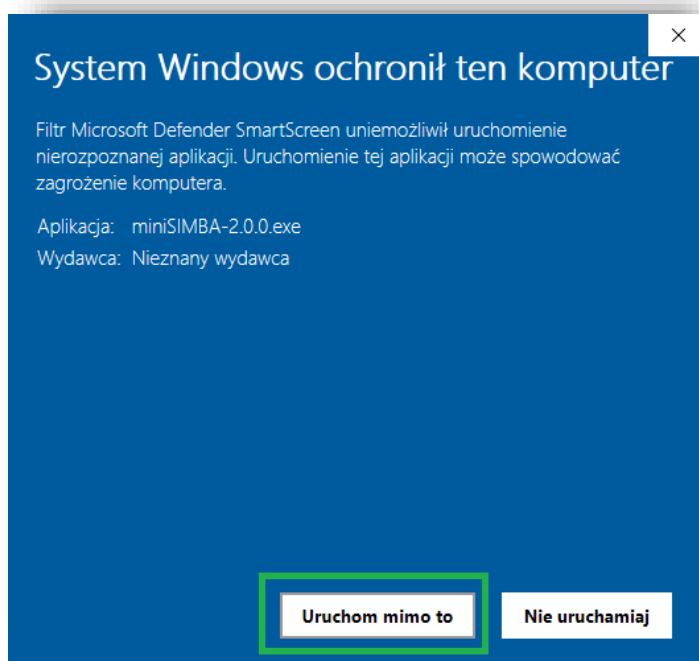 System Windows ochronił ten komputer
Filtr Microsoft Defender SmartScreen uniemożliwił uruchomienie
nierozpoznanej aplikacji. Uruchomienie tej aplikacji może spowodować
zagrożenie komputera.
Aplikacja: miniSIMBA-2.0.0.exe
Wydawca: Nieznany wydawca
Uruchom mimo to
Nie uruchamiaj